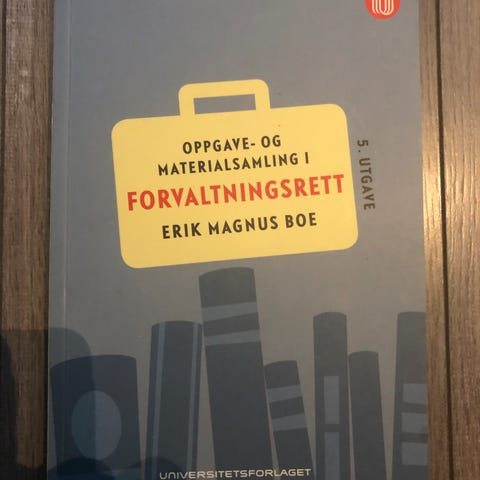 OPPGAVE- OG
MATERIALSAMLING I
FORVALTNINGSRETT
ERIK MAGNUS BOE
5. UTGAVE
UNIVERSITETSFORLAGET